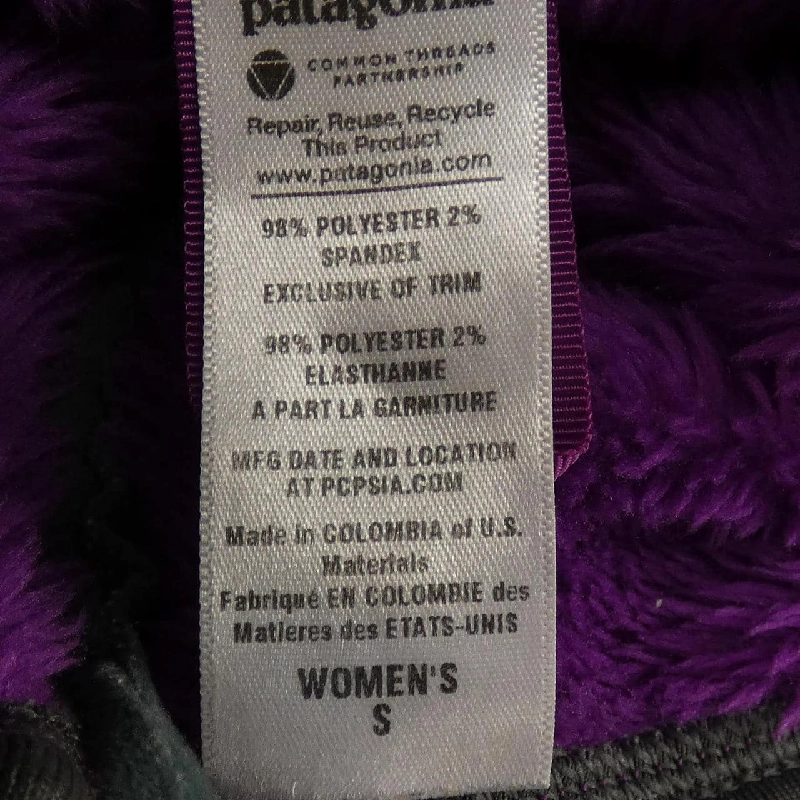 patagonia
COMMON THREADS
PARTNERSHIP
Repair, Reuse, Recycle
This Product
www.patagonia.com
98% POLYESTER 2%
SPANDEX
EXCLUSIVE OF TRIM
98% POLYESTER 2%
ELASTHANNE
A PART LA GARNITURE
MFG DATE AND LOCATION
AT PCPSIA.COM
Made in COLOMBIA of U.S.
Materials
Fabriqué EN COLOMBIE des
Matieres des ETATS-UNIS
WOMEN'S
S